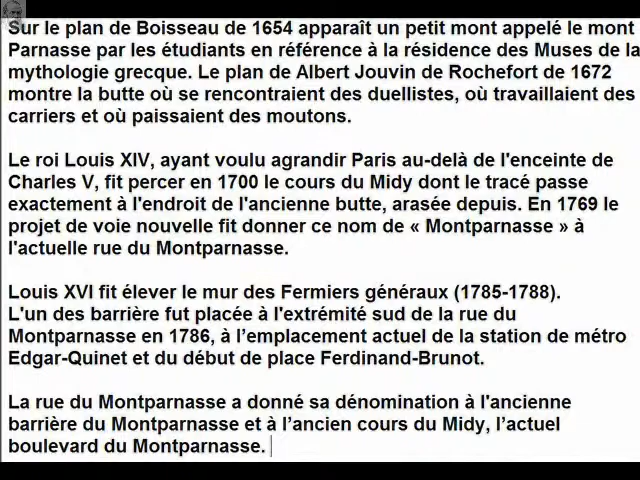 Sur le plan de Boisseau de 1654 apparaît un petit mont appelé le mont
Parnasse par les étudiants en référence à la résidence des Muses de la
mythologie grecque. Le plan de Albert Jouvin de Rochefort de 1672
montre la butte où se rencontraient des duellistes, où travaillaient des
carriers et où paissaient des moutons.
Le roi Louis XIV, ayant voulu agrandir Paris au-delà de l'enceinte de
Charles V, fit percer en 1700 le cours du Midy dont le tracé passe
exactement à l'endroit de l'ancienne butte, arasée depuis. En 1769 le
projet de voie nouvelle fit donner ce nom de « Montparnasse » à
l'actuelle rue du Montparnasse.
Louis XVI fit élever le mur des Fermiers généraux (1785-1788).
L'un des barrière fut placée à l'extrémité sud de la rue du
Montparnasse en 1786, à l’emplacement actuel de la station de métro
Edgar-Quinet et du début de place Ferdinand-Brunot.
La rue du Montparnasse a donné sa dénomination à l'ancienne
barrière du Montparnasse et à l’ancien cours du Midy, l’actuel
boulevard du Montparnasse.